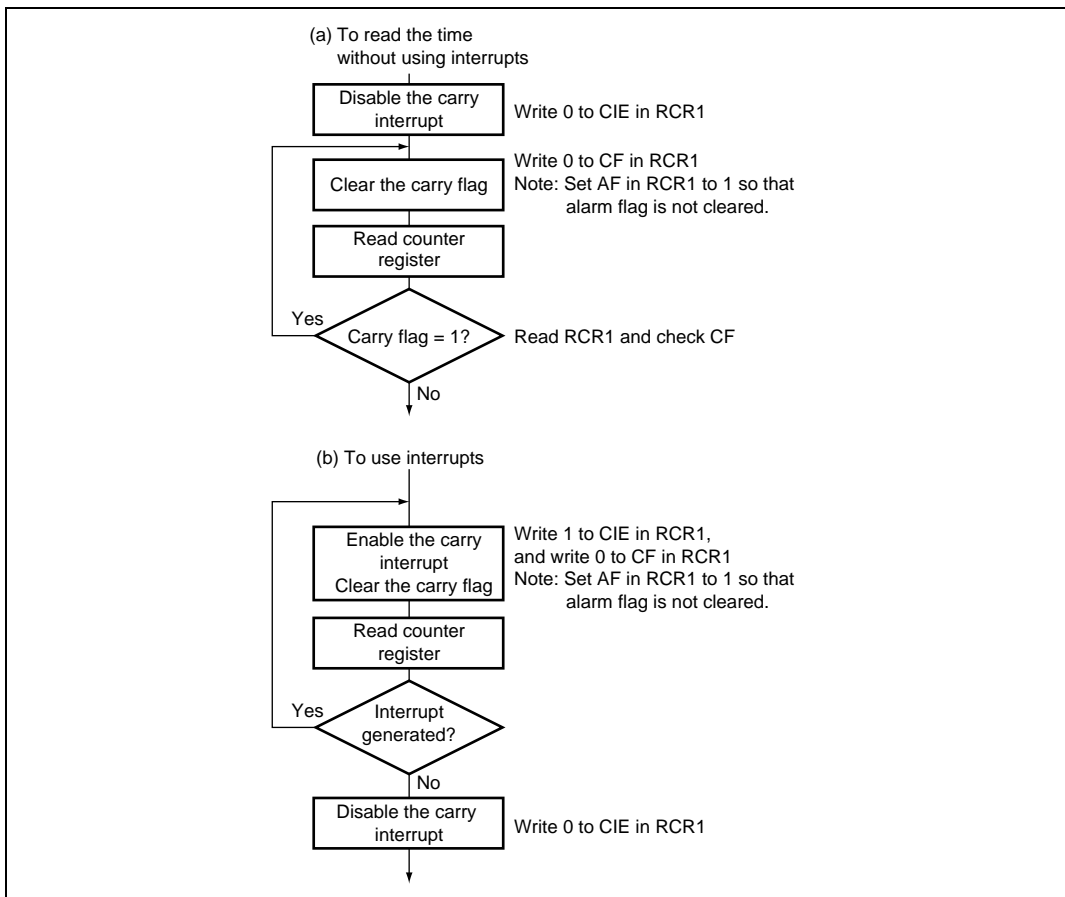 (a) To read the time
without using interrupts
Disable the carry
interrupt
Write 0 to CIE in RCR1
Clear the carry flag
Write 0 to CF in RCR1
Note: Set AF in RCR1 to 1 so that
alarm flag is not cleared.
Read counter
register
Yes
Carry flag = 1?
Read RCR1 and check CF
No
(b) To use interrupts
Enable the carry
interrupt
Clear the carry flag
Write 1 to CIE in RCR1,
and write 0 to CF in RCR1
Note: Set AF in RCR1 to 1 so that
alarm flag is not cleared.
Read counter
register
Yes
Interrupt
generated?
No
Disable the carry
interrupt
Write 0 to CIE in RCR1